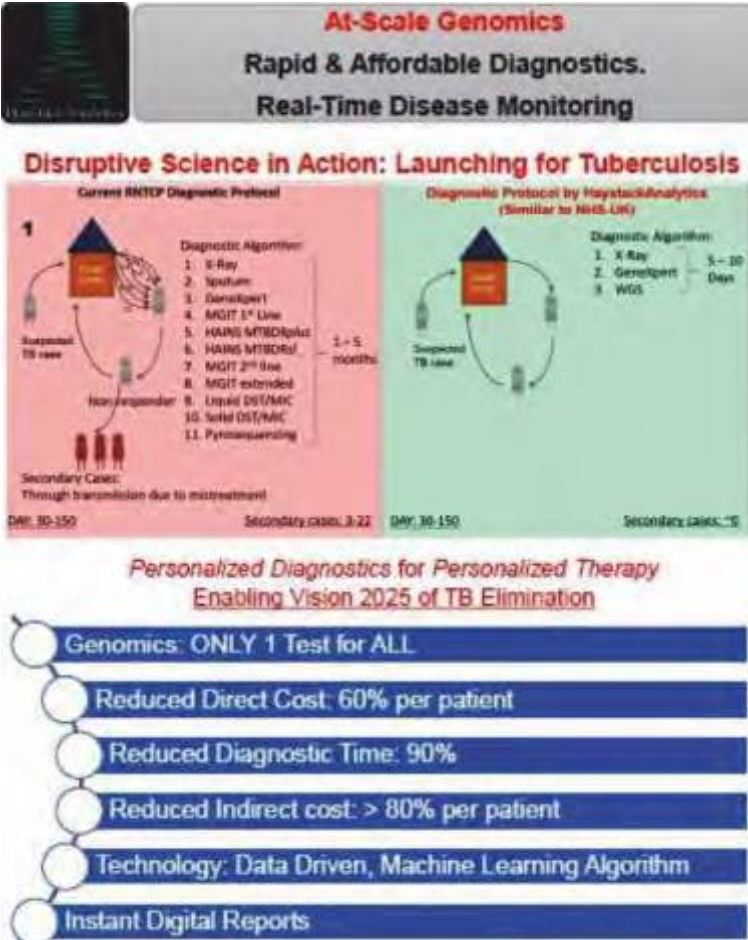 At-Scale Genomics
Rapid & Affordable Diagnostics.
Real-Time Disease Monitoring
Disruptive Science in Action: Launching for Tuberculosis
Current RNTCP Diagnostic Protocol
1
Diagnostic Algorithm:
1. X-Ray
2. Sputum
3. GeneXpert
4. MGIT 1st Line
5. HAINS MTBDRplus
6. HAINS MTBDRsl
7. MGIT 2nd line
8. MGIT extended
9. Liquid DST/MIC
10. Solid DST/MIC
11. Pyrosequencing
1 – 5
months
Suspected
TB case
Non-responder
Secondary Cases:
Through transmission due to mistreatment
DAY: 30-150
Secondary cases: 3-22
Diagnostic Protocol by HaystackAnalytics
(Similiar to NHS-UK)
Diagnostic Algorithm:
1. X-Ray
2. GeneXpert
3. WGS
5 – 10
Days
Suspected
TB case
DAY: 30-150
Secondary cases: ~0
Personalized Diagnostics for Personalized Therapy
Enabling Vision 2025 of TB Elimination
Genomics: ONLY 1 Test for ALL
Reduced Direct Cost: 60% per patient
Reduced Diagnostic Time: 90%
Reduced Indirect cost: > 80% per patient
Technology: Data Driven, Machine Learning Algorithm
Instant Digital Reports